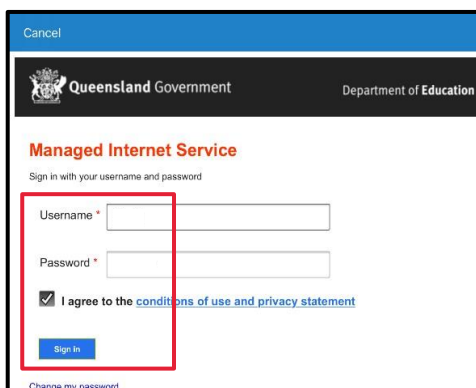 Cancel
Queensland Government
Department of Education
Managed Internet Service
Sign in with your username and password
Username *
Password *
I agree to the conditions of use and privacy statement
Sign in
Change my password